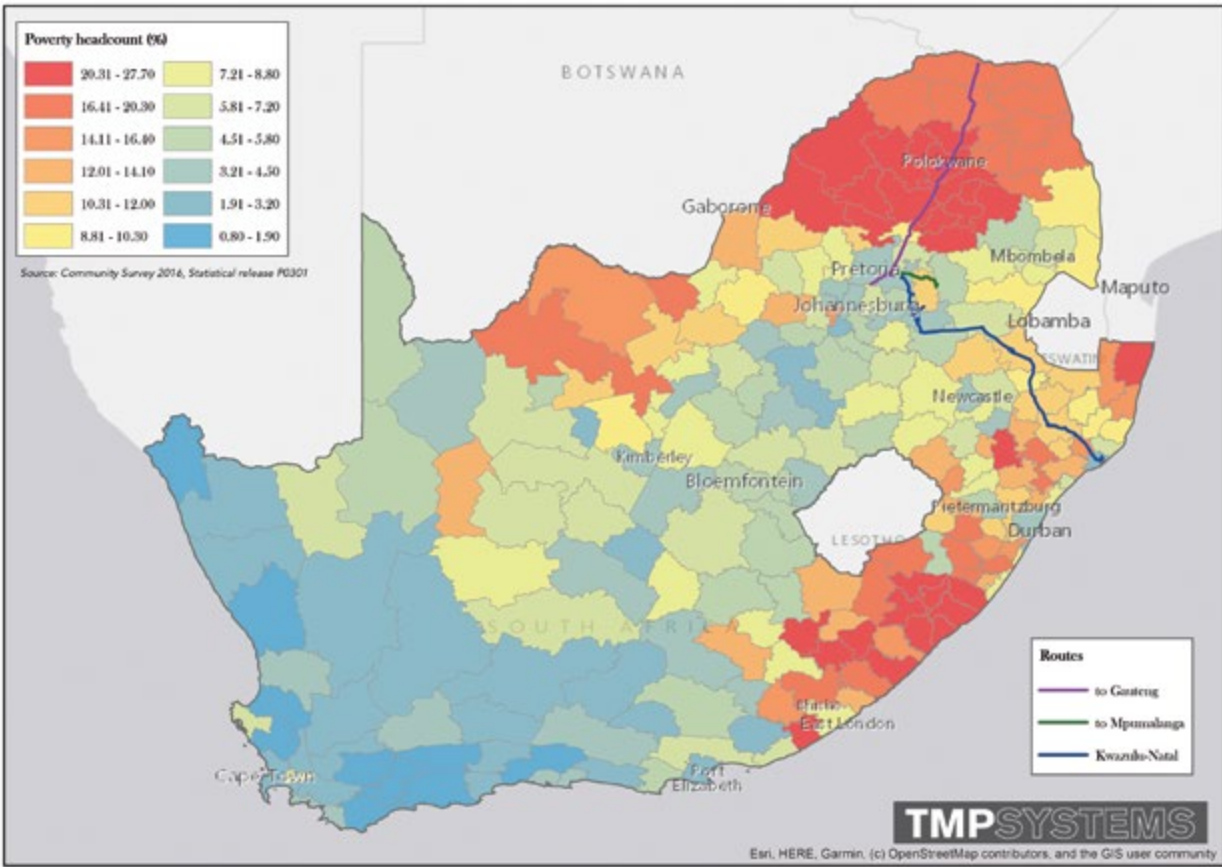 Poverty headcount (%)
20.31 - 27.70
16.41 - 20.30
14.11 - 16.40
12.01 - 14.10
10.31 - 12.00
8.81 - 10.30
7.21 - 8.80
5.81 - 7.20
4.51 - 5.80
3.21 - 4.50
1.91 - 3.20
0.80 - 1.90
Source: Community Survey 2016, Statistical release P0301
BOTSWANA
Polokwane
Gaborone
Mbombela
Pretoria
Maputo
Johannesburg
Lobamba
ESWATINI
Newcastle
Kimberley
Bloemfontein
Pietermaritzburg
Durban
LESOTHO
SOUTH AFRICA
Bhisho
East London
Cape Town
Port
Elizabeth
Routes
to Gauteng
to Mpumalanga
Kwazulu-Natal
TMPSYSTEMS
Esri, HERE, Garmin, (c) OpenStreetMap contributors, and the GIS user community